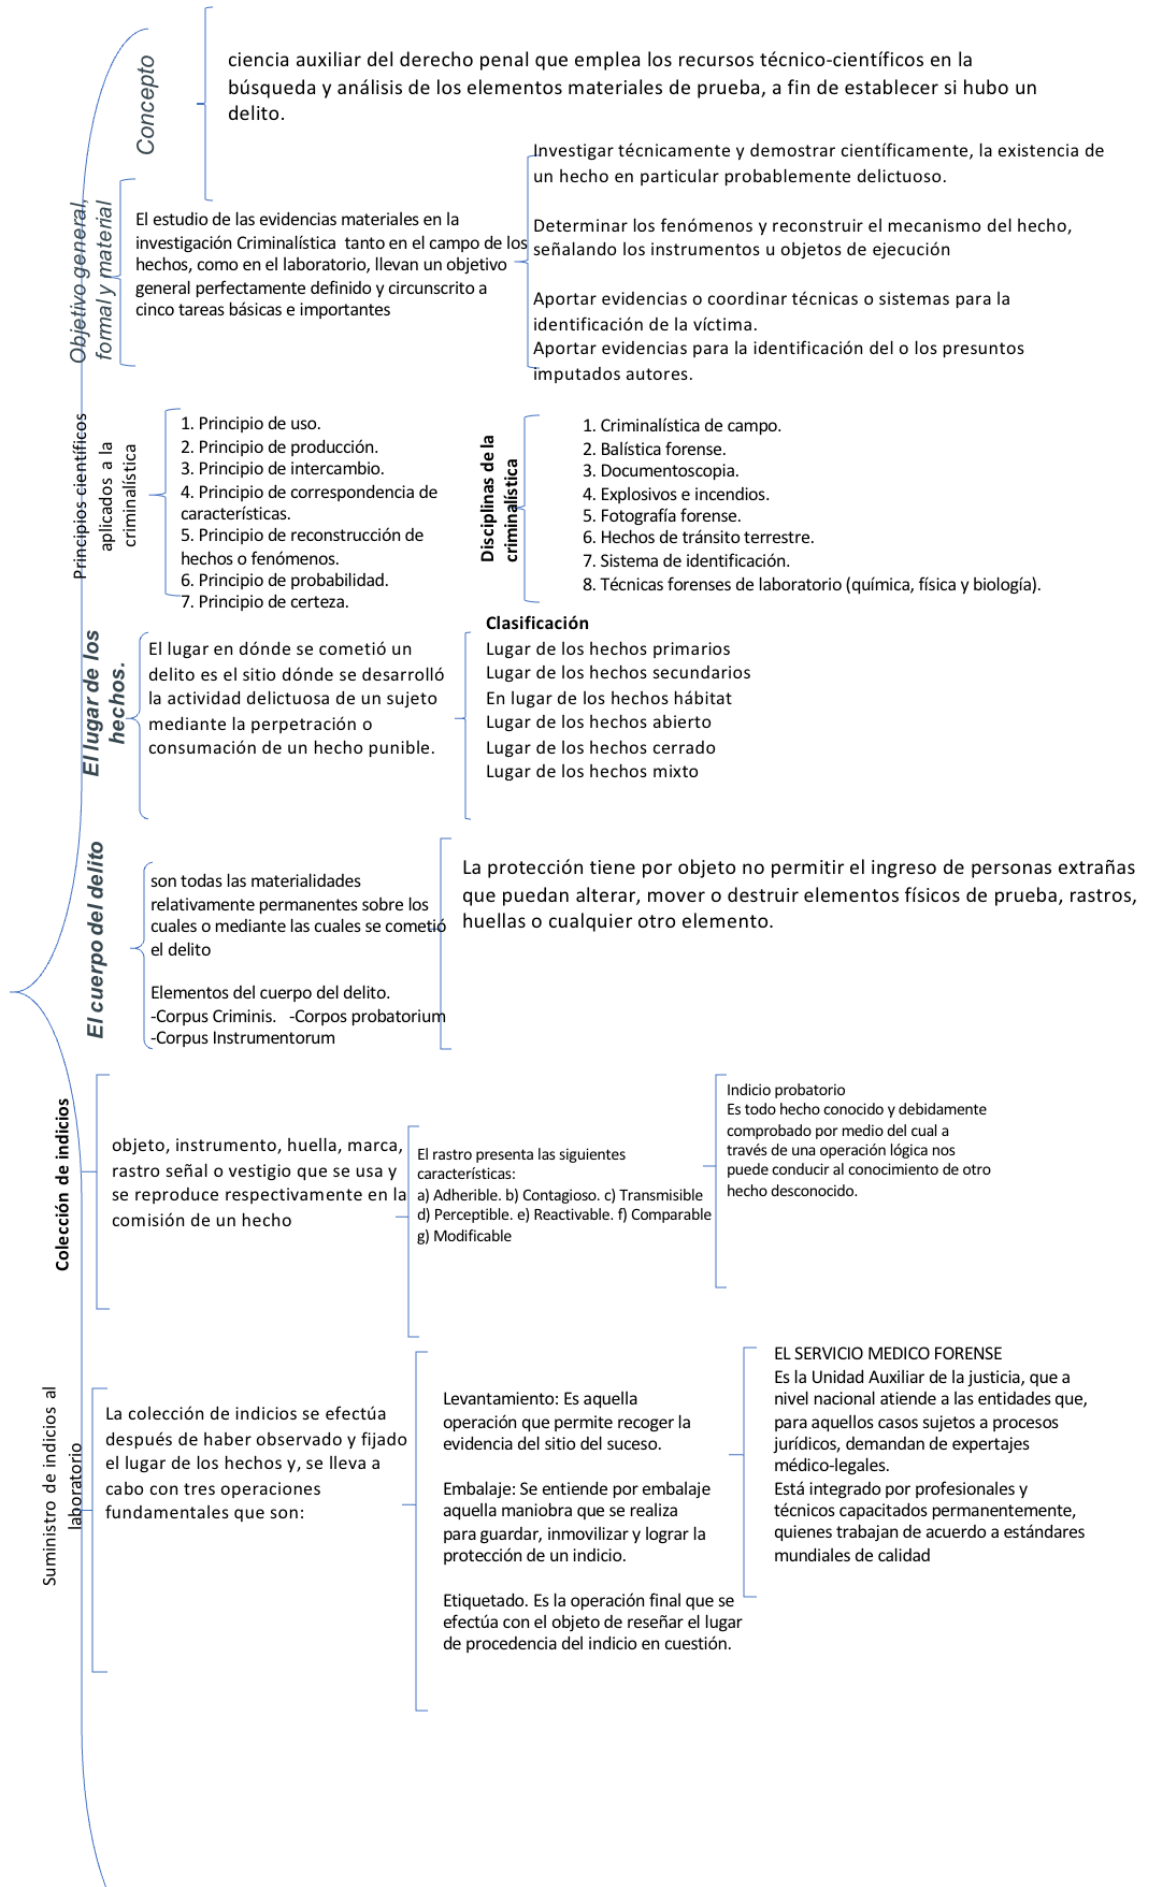 Concepto
ciencia auxiliar del derecho penal que emplea los recursos técnico-científicos en la
búsqueda y análisis de los elementos materiales de prueba, a fin de establecer si hubo un
delito.
Objetivo general,
formal y material
El estudio de las evidencias materiales en la
investigación Criminalística tanto en el campo de los
hechos, como en el laboratorio, llevan un objetivo
general perfectamente definido y circunscrito a
cinco tareas básicas e importantes
Investigar técnicamente y demostrar científicamente, la existencia de
un hecho en particular probablemente delictuoso.
Determinar los fenómenos y reconstruir el mecanismo del hecho,
señalando los instrumentos u objetos de ejecución
Aportar evidencias o coordinar técnicas o sistemas para la
identificación de la víctima.
Aportar evidencias para la identificación del o los presuntos
imputados autores.
Principios científicos
aplicados a la
criminalística
1. Principio de uso.
2. Principio de producción.
3. Principio de intercambio.
4. Principio de correspondencia de
características.
5. Principio de reconstrucción de
hechos o fenómenos.
6. Principio de probabilidad.
7. Principio de certeza.
Disciplinas de la
criminalística
1. Criminalística de campo.
2. Balística forense.
3. Documentoscopia.
4. Explosivos e incendios.
5. Fotografía forense.
6. Hechos de tránsito terrestre.
7. Sistema de identificación.
8. Técnicas forenses de laboratorio (química, física y biología).
El lugar de los
hechos.
El lugar en dónde se cometió un
delito es el sitio dónde se desarrolló
la actividad delictuosa de un sujeto
mediante la perpetración o
consumación de un hecho punible.
Clasificación
Lugar de los hechos primarios
Lugar de los hechos secundarios
En lugar de los hechos hábitat
Lugar de los hechos abierto
Lugar de los hechos cerrado
Lugar de los hechos mixto
El cuerpo del delito
son todas las materialidades
relativamente permanentes sobre los
cuales o mediante las cuales se cometió
el delito
Elementos del cuerpo del delito.
-Corpus Criminis. -Corpos probatorium
-Corpus Instrumentorum
La protección tiene por objeto no permitir el ingreso de personas extrañas
que puedan alterar, mover o destruir elementos físicos de prueba, rastros,
huellas o cualquier otro elemento.
Colección de indicios
objeto, instrumento, huella, marca,
rastro señal o vestigio que se usa y
se reproduce respectivamente en la
comisión de un hecho
El rastro presenta las siguientes
características:
a) Adherible. b) Contagioso. c) Transmisible
d) Perceptible. e) Reactivable. f) Comparable
g) Modificable
Indicio probatorio
Es todo hecho conocido y debidamente
comprobado por medio del cual a
través de una operación lógica nos
puede conducir al conocimiento de otro
hecho desconocido.
Suministro de indicios al
laboratorio
La colección de indicios se efectúa
después de haber observado y fijado
el lugar de los hechos y, se lleva a
cabo con tres operaciones
fundamentales que son:
Levantamiento: Es aquella
operación que permite recoger la
evidencia del sitio del suceso.
Embalaje: Se entiende por embalaje
aquella maniobra que se realiza
para guardar, inmovilizar y lograr la
protección de un indicio.
Etiquetado. Es la operación final que se
efectúa con el objeto de reseñar el lugar
de procedencia del indicio en cuestión.
EL SERVICIO MEDICO FORENSE
Es la Unidad Auxiliar de la justicia, que a
nivel nacional atiende a las entidades que,
para aquellos casos sujetos a procesos
jurídicos, demandan de expertajes
médico-legales.
Está integrado por profesionales y
técnicos capacitados permanentemente,
quienes trabajan de acuerdo a estándares
mundiales de calidad